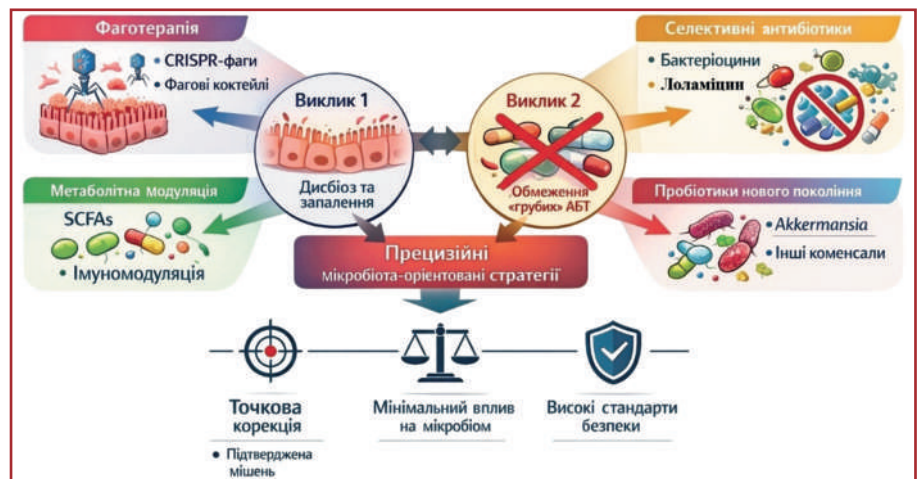 Фаготерапія
• CRISPR-фаги
• Фагові коктейлі
Виклик 1
Дисбіоз та
запалення
Виклик 2
Обмеження
«грубих» АБТ
Селективні антибіотики
• Бактеріоцини
• Лоламіцин
Метаболітна модуляція
SCFAs
• Імуномодуляція
Пробіотики нового покоління
• Akkermansia
• Інші коменсали
Прецизійні
мікробіота-орієнтовані стратегії
Точкова
корекція
• Підтверджена
мішень
Мінімальний вплив
на мікробіом
Високі стандарти
безпеки